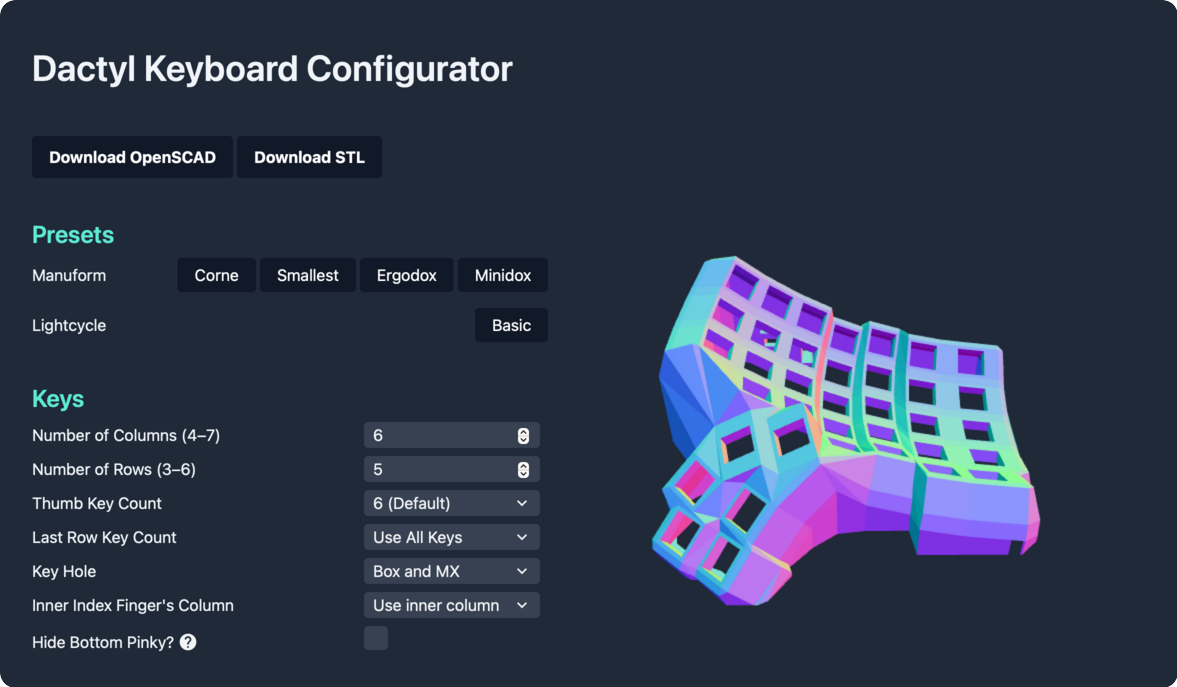 Dactyl Keyboard Configurator
Download OpenSCAD Download STL
Presets
Manuform Corne Smallest Ergodox Minidox
Lightcycle Basic
Keys
Number of Columns (4–7) 6
Number of Rows (3–6) 5
Thumb Key Count 6 (Default)
Last Row Key Count Use All Keys
Key Hole Box and MX
Inner Index Finger's Column Use inner column
Hide Bottom Pinky? ?